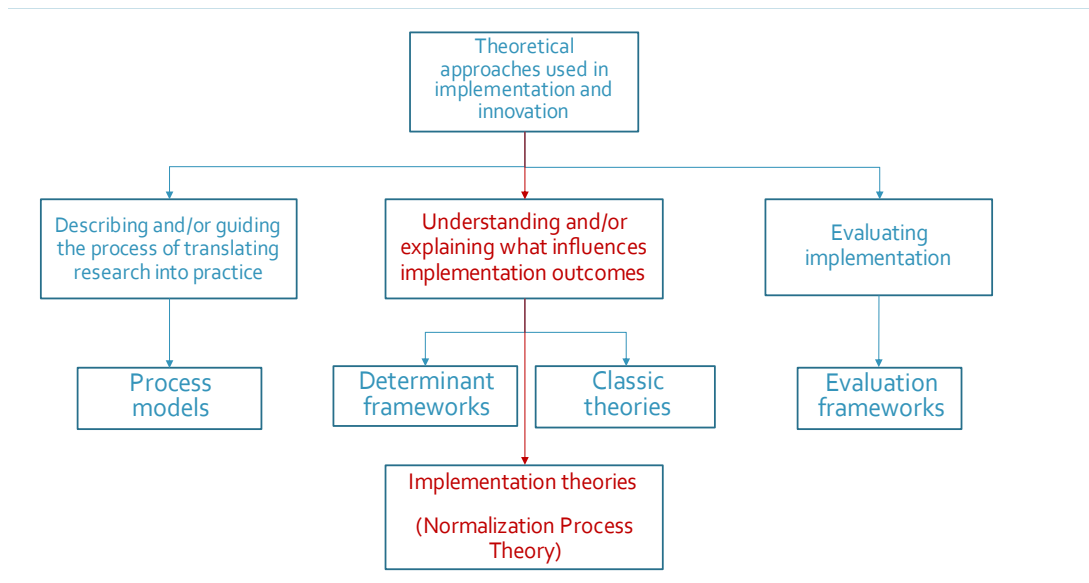 Theoretical
approaches used in
implementation and
innovation
Describing and/or guiding
the process of translating
research into practice
Understanding and/or
explaining what influences
implementation outcomes
Evaluating
implementation
Process
models
Determinant
frameworks
Classic
theories
Evaluation
frameworks
Implementation theories
(Normalization Process
Theory)